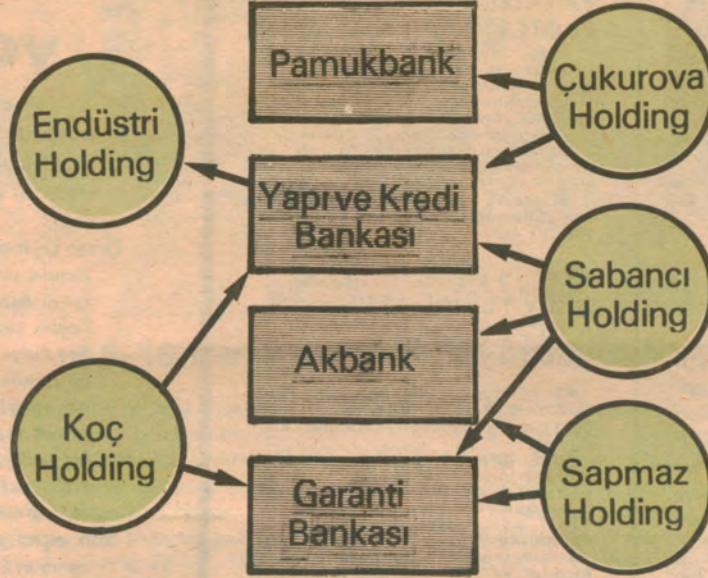 Pamukbank
Çukurova
Holding
Endüstri
Holding
Yapı ve Kredi
Bankası
Sabancı
Holding
Akbank
Koç
Holding
Garanti
Bankası
Sapmaz
Holding